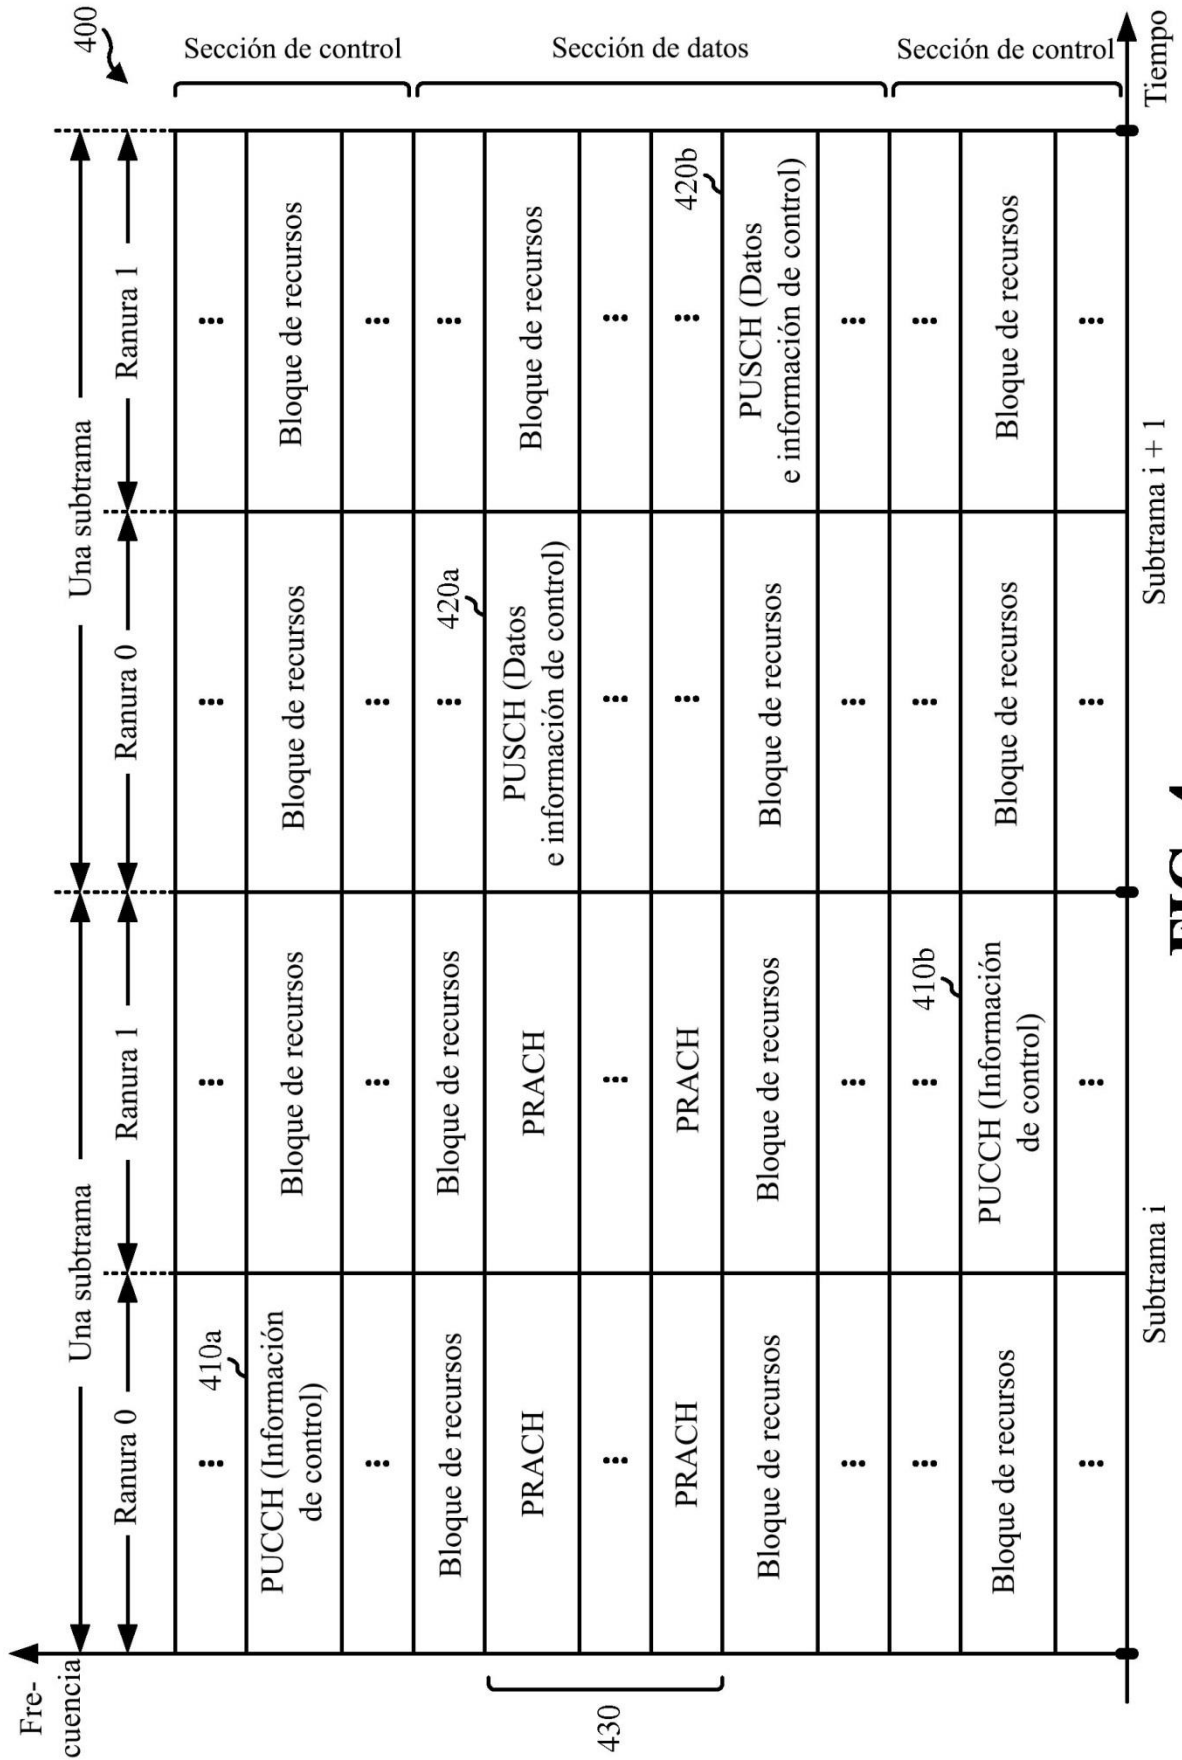 400
Fre-
cuencia
Una subtrama
Una subtrama
Ranura 0
Ranura 1
Ranura 0
Ranura 1
Sección de control
Sección de datos
Sección de control
...
410a
...
...
...
PUCCH (Información
de control)
Bloque de recursos
Bloque de recursos
Bloque de recursos
...
...
...
...
Bloque de recursos
Bloque de recursos
...
420a
...
430
PRACH
PRACH
PUSCH (Datos
e información de control)
Bloque de recursos
...
...
...
...
PRACH
PRACH
...
...
420b
Bloque de recursos
Bloque de recursos
Bloque de recursos
PUSCH (Datos
e información de control)
...
...
...
...
...
...
410b
...
...
Bloque de recursos
PUCCH (Información
de control)
Bloque de recursos
Bloque de recursos
...
...
...
...
Subtrama i
Subtrama i + 1
Tiempo